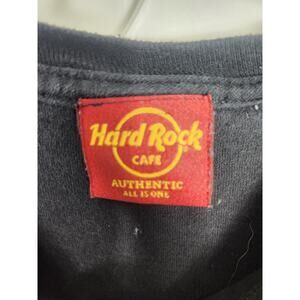 Hard Rock
CAFE
AUTHENTIC
ALL IS ONE